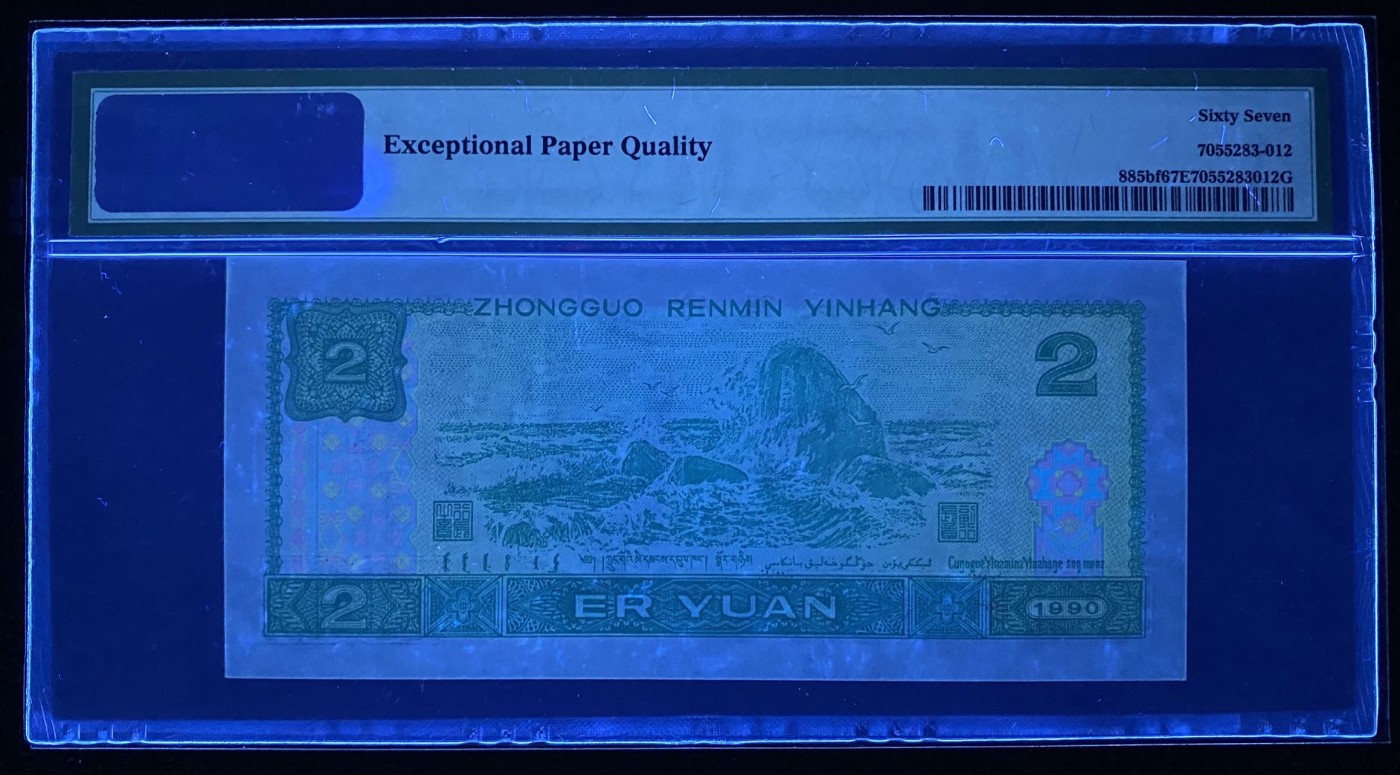 Exceptional Paper Quality
Sixty Seven
7055283-012
885bf67E7055283012G
ZHONGGUO RENMIN YINHANG
2
2
2
ER YUAN
1990